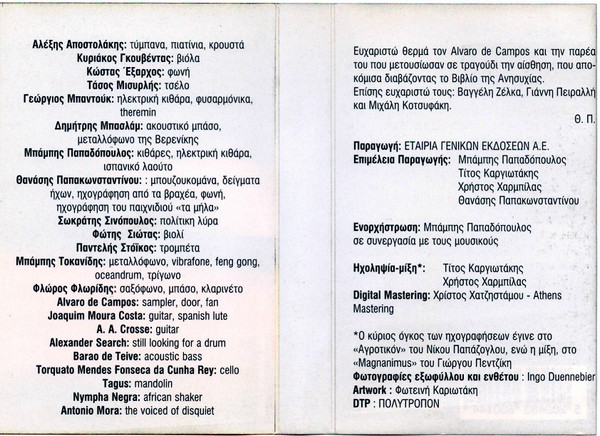 Αλέξης Αποστολάκης: τύμπανα, πιατίνια, κρουστά
Κυριάκος Γκουβέντας: βιόλα
Κώστας Έξαρχος: φωνή
Τάσος Μισυρλής: τσέλο
Γεώργιος Μπαντούκ: ηλεκτρική κιθάρα, φυσαρμόνικα,
theremin
Δημήτρης Μπασλάμ: ακουστικό μπάσο,
μεταλλόφωνο της Βερενίκης
Μπάμπης Παπαδόπουλος: κιθάρες, ηλεκτρική κιθάρα,
ισπανικό λαούτο
Θανάσης Παπακωνσταντίνου: : μπουζουκομάνα, δείγματα
ήχων, ηχογράφηση από τα βραχέα, φωνή,
ηχογράφηση του παιχνιδιού «τα μήλα»
Σωκράτης Σινόπουλος: πολίτικη λύρα
Φώτης Σιώτας: βιολί
Παντελής Στόϊκος: τρομπέτα
Μπάμπης Τοκανίδης: μεταλλόφωνο, vibrafone, feng gong,
oceandrum, τρίγωνο
Φλώρος Φλωρίδης: σαξόφωνο, μπάσο, κλαρινέτο
Alvaro de Campos: sampler, door, fan
Joaquim Moura Costa: guitar, spanish lute
A. A. Crosse: guitar
Alexander Search: still looking for a drum
Barao de Teive: acoustic bass
Torquato Mendes Fonseca da Cunha Rey: cello
Tagus: mandolin
Nympha Negra: african shaker
Antonio Mora: the voiced of disquiet
Ευχαριστώ θερμά τον Alvaro de Campos και την παρέα
του που μετουσίωσαν σε τραγούδι την αίσθηση, που απο-
κόμισα διαβάζοντας το Βιβλίο της Ανησυχίας.
Επίσης ευχαριστώ τους: Βαγγέλη Ζέλκα, Γιάννη Πειραλλή
και Μιχάλη Κοτσυφάκη.
Θ. Π.
Παραγωγή: ΕΤΑΙΡΙΑ ΓΕΝΙΚΩΝ ΕΚΔΟΣΕΩΝ Α.Ε.
Επιμέλεια Παραγωγής: Μπάμπης Παπαδόπουλος
Τίτος Καργιωτάκης
Χρήστος Χαρμπίλας
Θανάσης Παπακωνσταντίνου
Ενορχήστρωση: Μπάμπης Παπαδόπουλος
σε συνεργασία με τους μουσικούς
Ηχοληψία-μίξη*: Τίτος Καργιωτάκης
Χρήστος Χαρμπίλας
Digital Mastering: Χρίστος Χατζηστάμου - Athens
Mastering
*Ο κύριος όγκος των ηχογραφήσεων έγινε στο
«Αγροτικόν» του Νίκου Παπάζογλου, ενώ η μίξη, στο
«Magnanimus» του Γιώργου Πεντζίκη
Φωτογραφίες εξωφύλλου και ενθέτου : Ingo Duennebier
Artwork : Φωτεινή Καριωτάκη
DTP : ΠΟΛΥΤΡΟΠΟΝ